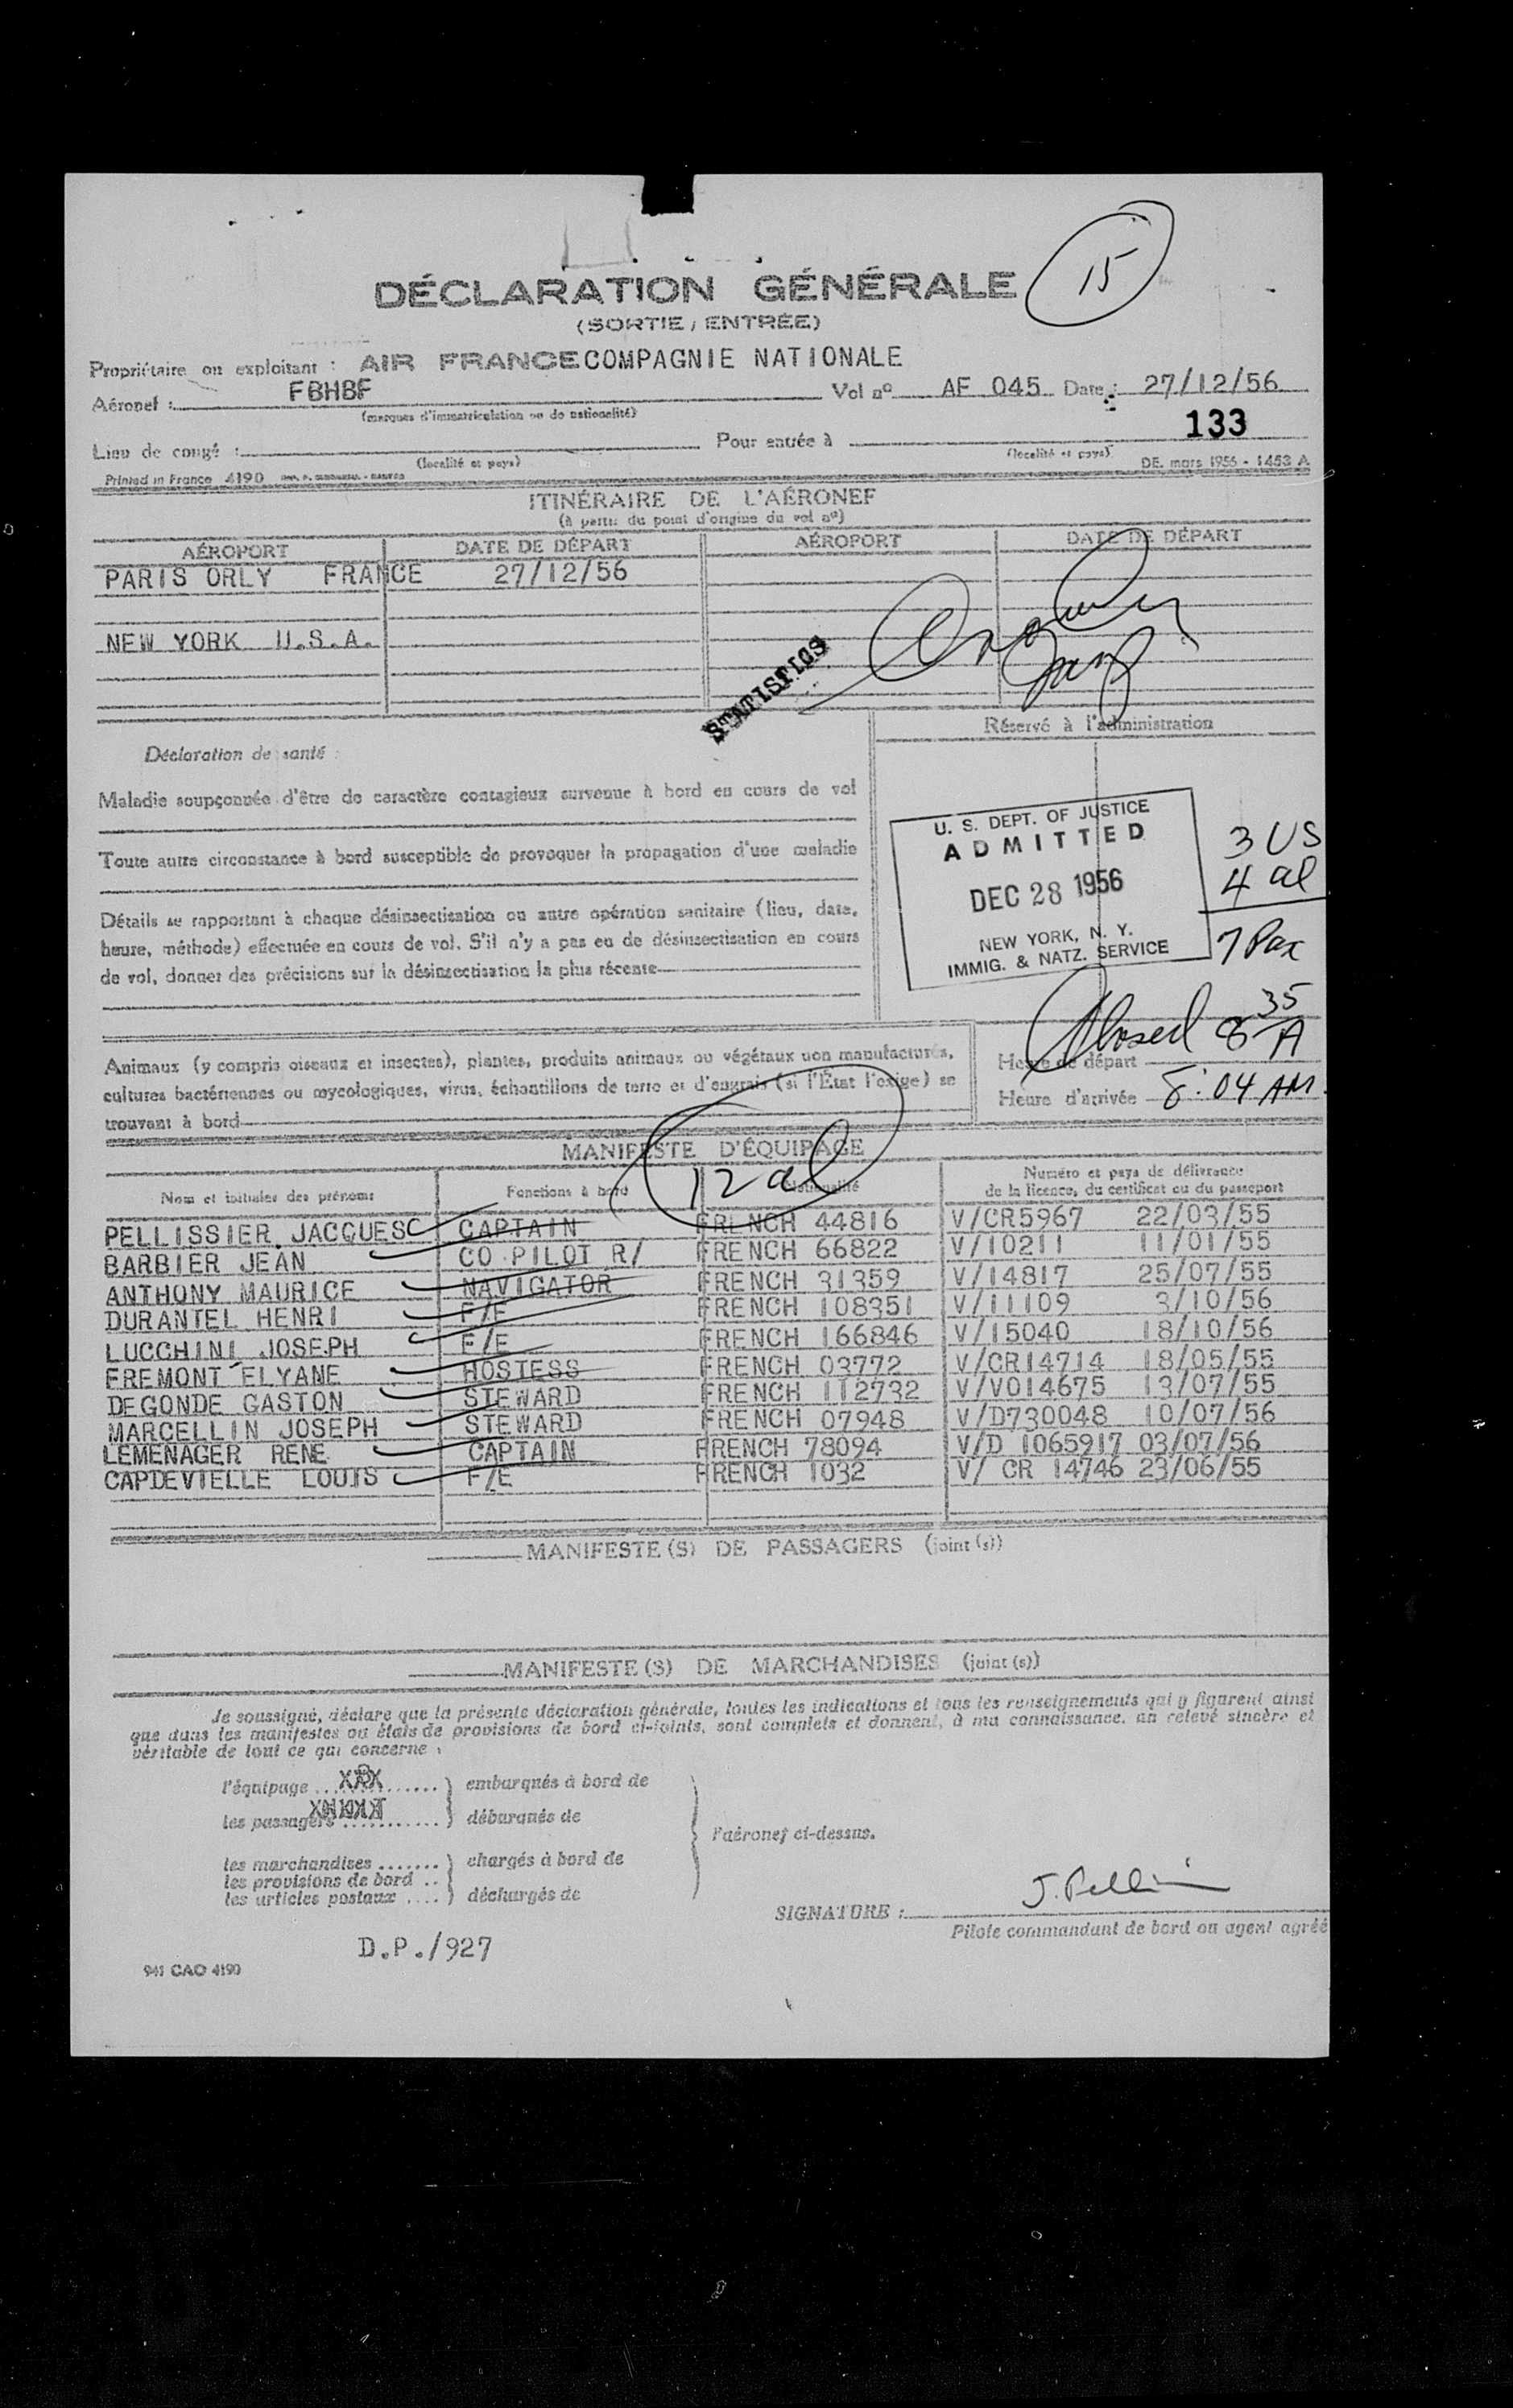 15
DÉCLARATION GÉNÉRALE
(SORTIE / ENTRÉE)
Propriétaire ou exploitant : AIR FRANCE COMPAGNIE NATIONALE
Aéronef : FBHBF Vol nº AF 045 Date : 27/12/56
(marques d'immatriculation ou de nationalité)
133
Lieu de congé : Pour entrée à
(localité et pays) (localité et pays)
DE. mars 1956 - 1453 A
Printed in France 4190
ITINÉRAIRE DE L'AÉRONEF
(à partir du point d'origine du vol nº)
AÉROPORT DATE DE DÉPART AÉROPORT DATE DE DÉPART
PARIS ORLY FRANCE 27/12/56
NEW YORK U.S.A.
STATISTICS
Réservé à l'administration
Déclaration de santé :
Maladie soupçonnée d'être de caractère contagieux survenue à bord en cours de vol
Toute autre circonstance à bord susceptible de provoquer la propagation d'une maladie
Détails se rapportant à chaque désinsectisation ou autre opération sanitaire (lieu, date,
heure, méthode) effectuée en cours de vol. S'il n'y a pas eu de désinsectisation en cours
de vol, donner des précisions sur la désinsectisation la plus récente
U. S. DEPT. OF JUSTICE
ADMITTED
DEC 28 1956
NEW YORK, N. Y.
IMMIG. & NATZ. SERVICE
3 US
4 al
7 Pax
Closed 8 35 A
Animaux (y compris oiseaux et insectes), plantes, produits animaux ou végétaux non manufacturés,
cultures bactériennes ou mycologiques, virus, échantillons de terre et d'engrais (si l'État l'exige) se
trouvant à bord
Heure de départ
Heure d'arrivée 8:04 AM.
MANIFESTE D'ÉQUIPAGE
12 al
Nom et initiales des prénoms Fonctions à bord Nationalité Numéro et pays de délivrance
de la licence, du certificat ou du passeport
PELLISSIER JACQUES CAPTAIN FRENCH 44816 V/CR5967 22/03/55
BARBIER JEAN CO PILOT R/ FRENCH 66822 V/10211 11/01/55
ANTHONY MAURICE NAVIGATOR FRENCH 31359 V/14817 25/07/55
DURANTEL HENRI F/E FRENCH 108351 V/11109 3/10/56
LUCCHINI JOSEPH F/E FRENCH 166846 V/15040 18/10/56
FREMONT ELYANE HOSTESS FRENCH 03772 V/CR14714 18/05/55
DEGONDE GASTON STEWARD FRENCH 112732 V/V014675 13/07/55
MARCELLIN JOSEPH STEWARD FRENCH 07948 V/D730048 10/07/56
LEMENAGER RENE CAPTAIN FRENCH 78094 V/D 1065917 03/07/56
CAPDEVIELLE LOUIS F/E FRENCH 1032 V/ CR 14746 23/06/55
MANIFESTE(S) DE PASSAGERS (joint(s))
MANIFESTE(S) DE MARCHANDISES (joint(s))
Je soussigné, déclare que la présente déclaration générale, toutes les indications et tous les renseignements qui y figurent ainsi
que dans les manifestes ou états de provisions de bord ci-joints, sont complets et donnent, à ma connaissance, un relevé sincère et
véritable de tout ce qui concerne :
l'équipage ........ embarqués à bord de
les passagers ........... débarqués de
l'aéronef ci-dessus.
les marchandises ....... chargés à bord de
les provisions de bord ..
les articles postaux .... déchargés de
SIGNATURE : J. Pelli
Pilote commandant de bord ou agent agréé
D.P./927
941 CAO 4190